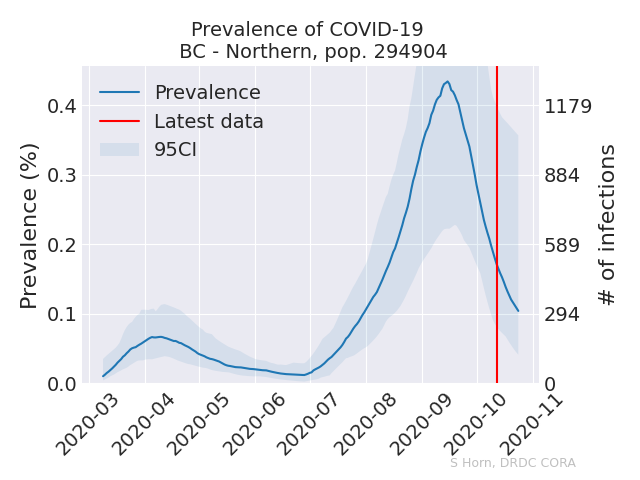 Prevalence of COVID-19
BC - Northern, pop. 294904
Prevalence
Latest data
95CI
Prevalence (%)
0.4
0.3
0.2
0.1
0.0
1179
884
589
294
0
# of infections
2020-03
2020-04
2020-05
2020-06
2020-07
2020-08
2020-09
2020-10
2020-11
S Horn, DRDC CORA